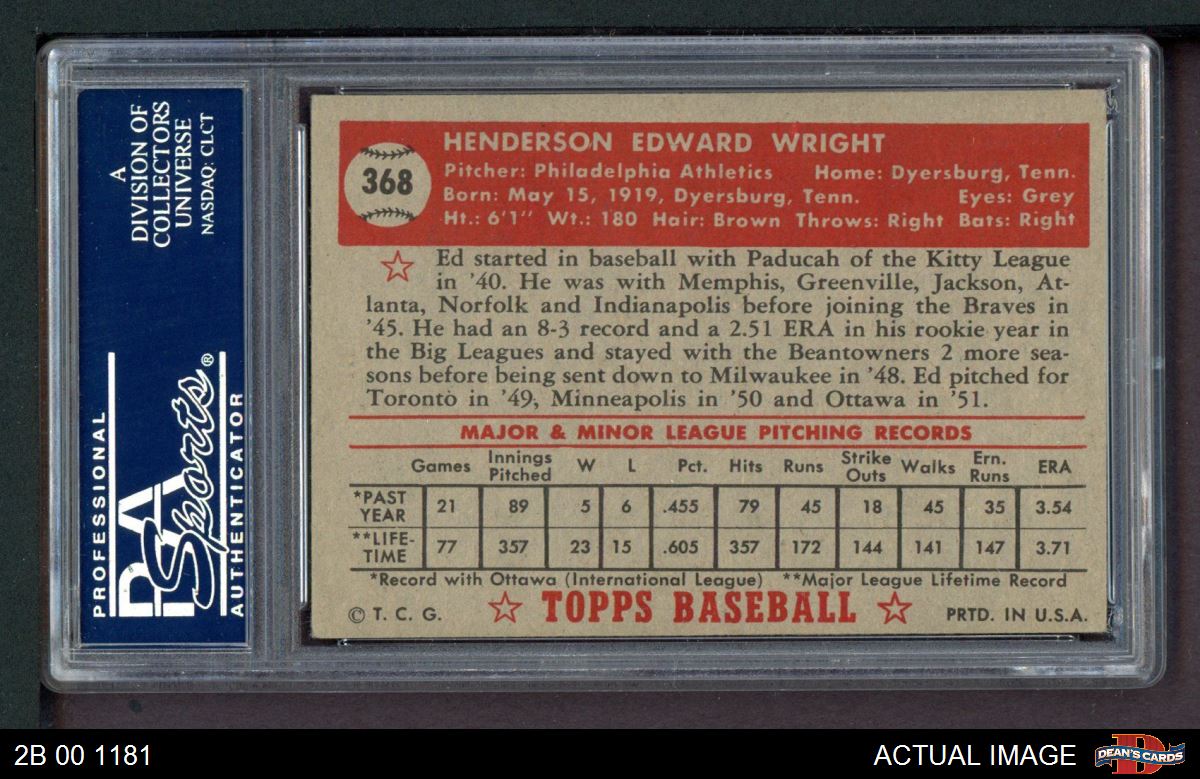 A
DIVISION OF
COLLECTORS
UNIVERSE
NASDAQ: CLCT
PROFESSIONAL
PSA
Sports®
AUTHENTICATOR
368
HENDERSON EDWARD WRIGHT
Pitcher: Philadelphia Athletics Home: Dyersburg, Tenn.
Born: May 15, 1919, Dyersburg, Tenn. Eyes: Grey
Ht.: 6'1" Wt.: 180 Hair: Brown Throws: Right Bats: Right
Ed started in baseball with Paducah of the Kitty League
in '40. He was with Memphis, Greenville, Jackson, At-
lanta, Norfolk and Indianapolis before joining the Braves in
'45. He had an 8-3 record and a 2.51 ERA in his rookie year in
the Big Leagues and stayed with the Beantowners 2 more sea-
sons before being sent down to Milwaukee in '48. Ed pitched for
Toronto in '49, Minneapolis in '50 and Ottawa in '51.
MAJOR & MINOR LEAGUE PITCHING RECORDS
Games Innings Pitched W L Pct. Hits Runs Strike Outs Walks Ern. Runs ERA
*PAST YEAR 21 89 5 6 .455 79 45 18 45 35 3.54
**LIFE-TIME 77 357 23 15 .605 357 172 144 141 147 3.71
*Record with Ottawa (International League) **Major League Lifetime Record
© T. C. G. TOPPS BASEBALL PRTD. IN U.S.A.
2B 00 1181 ACTUAL IMAGE
D
DEAN'S CARDS